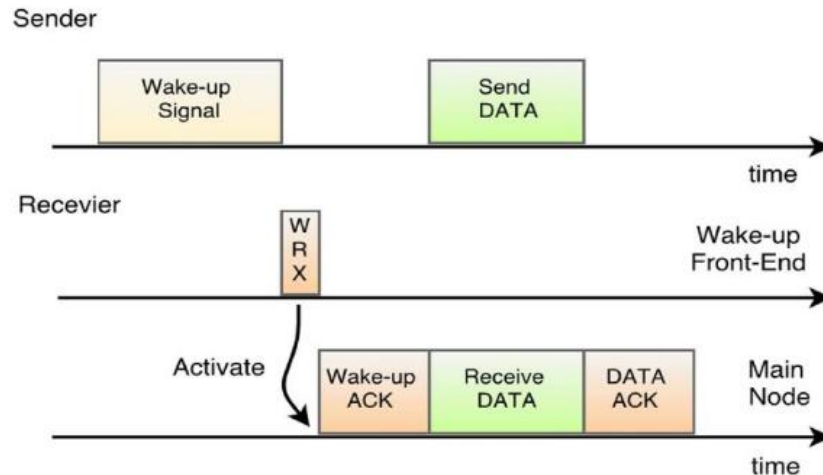 Sender
Wake-up
Signal
Send
DATA
time
Recevier
W
R
X
Wake-up
Front-End
Activate
Wake-up
ACK
Receive
DATA
DATA
ACK
Main
Node
time